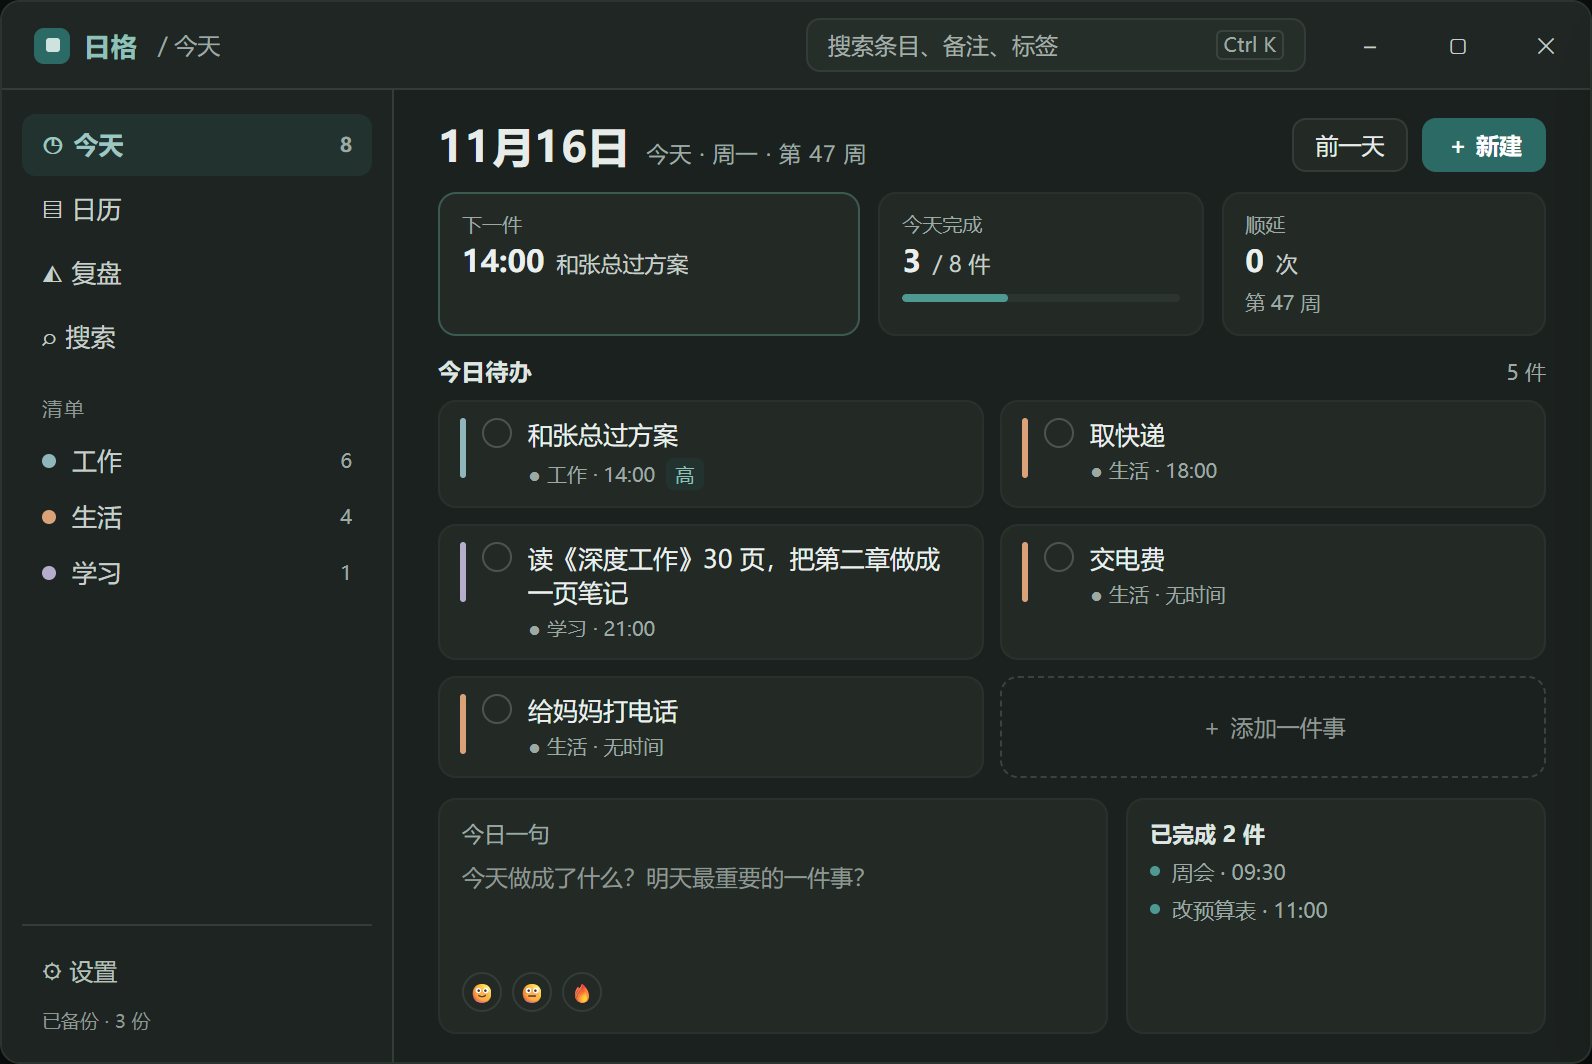 日格 / 今天
搜索条目、备注、标签 Ctrl K
今天 8
日历
复盘
搜索
清单
工作 6
生活 4
学习 1
设置
已备份 · 3 份
11月16日 今天 · 周一 · 第 47 周
前一天
+ 新建
下一件
14:00 和张总过方案
今天完成
3 / 8 件
顺延
0 次
第 47 周
今日待办 5 件
和张总过方案
工作 · 14:00 高
取快递
生活 · 18:00
读《深度工作》30 页，把第二章做成
一页笔记
学习 · 21:00
交电费
生活 · 无时间
给妈妈打电话
生活 · 无时间
+ 添加一件事
今日一句
今天做成了什么？明天最重要的一件事？
已完成 2 件
周会 · 09:30
改预算表 · 11:00